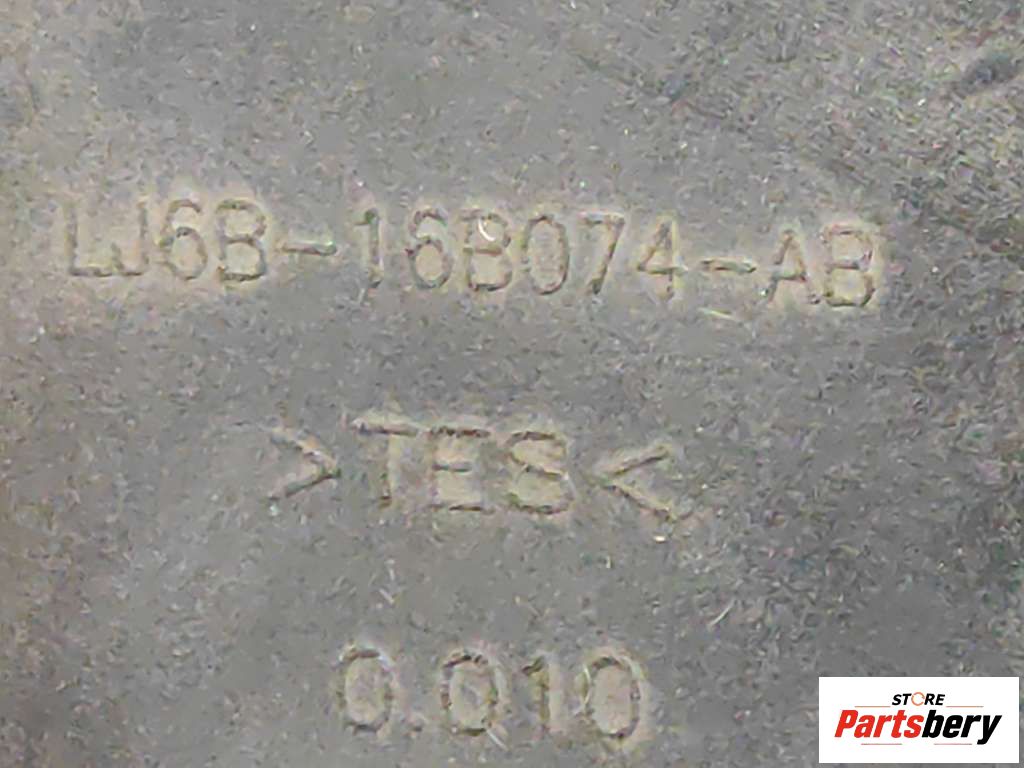 LJ6B-16B074-AB
>TES<
0.010
STORE
Partsbery